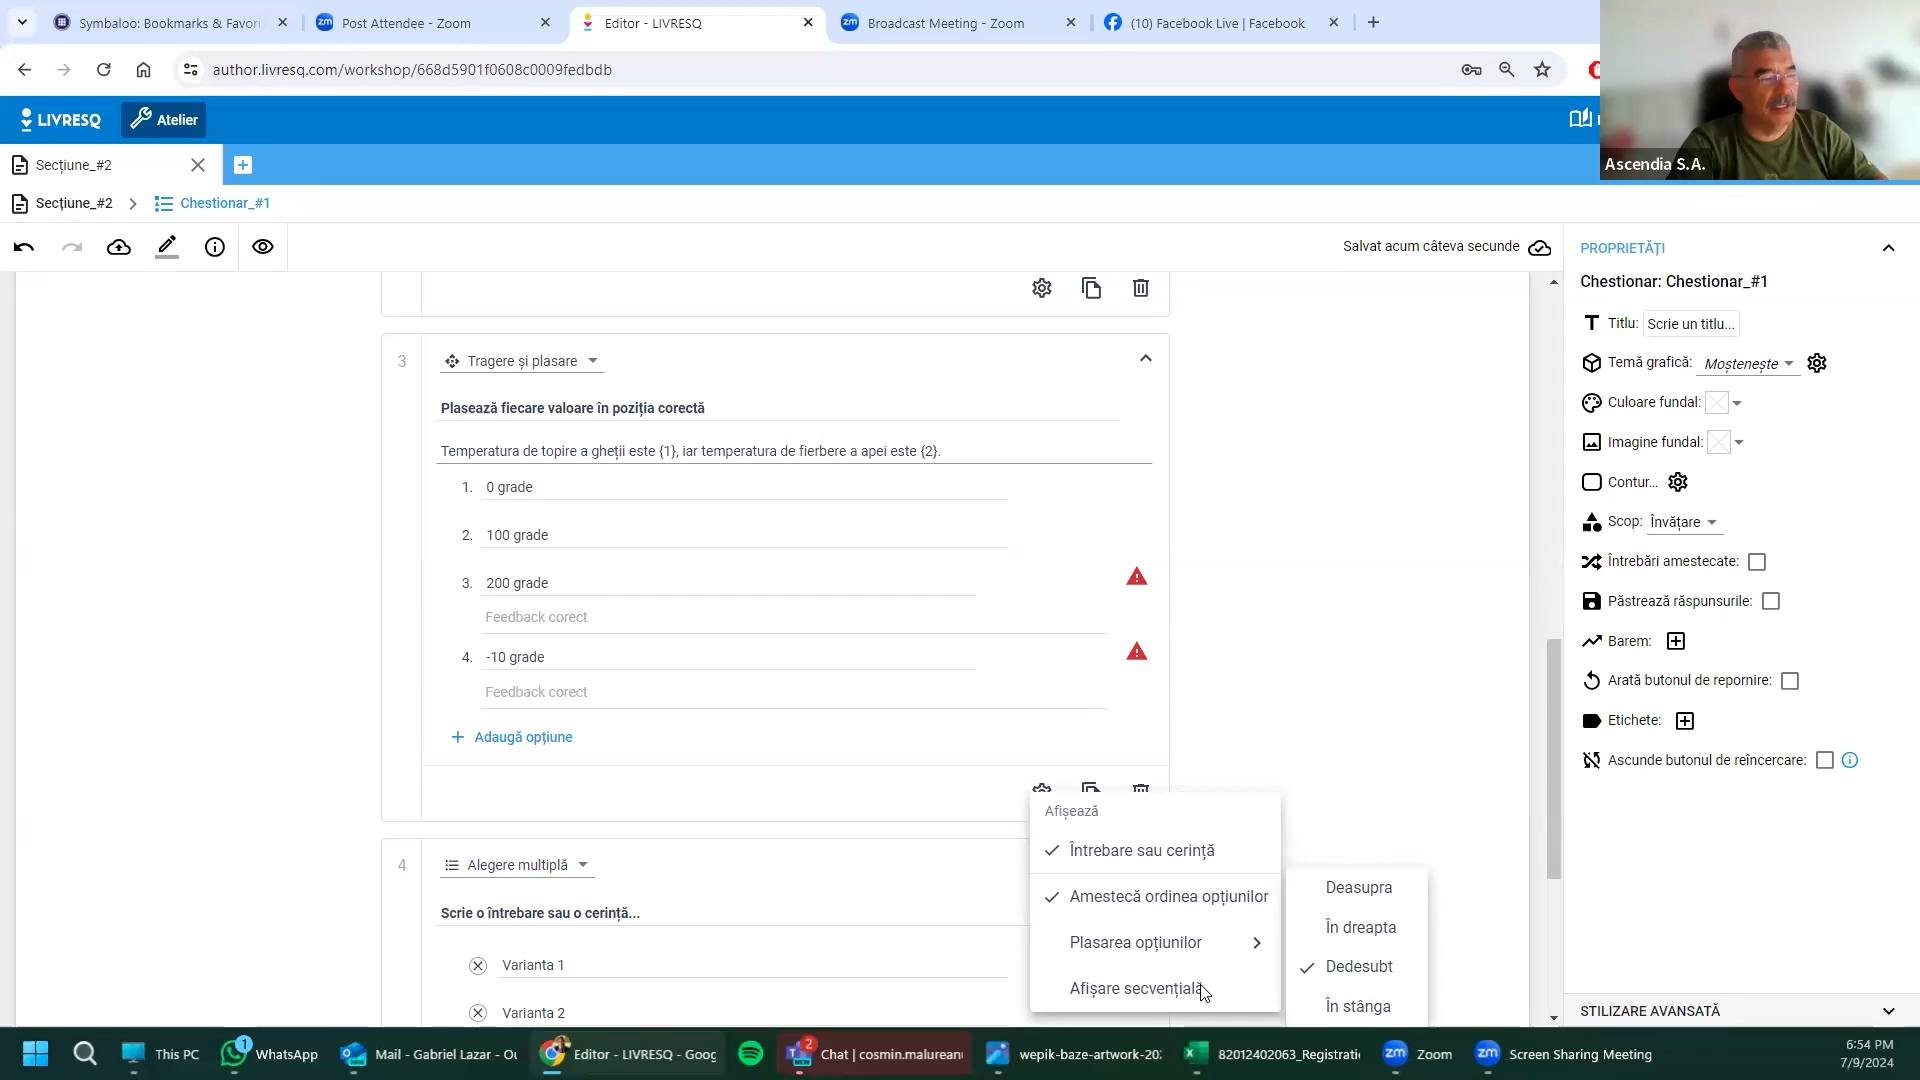 Symbaloo: Bookmarks & Favori
Post Attendee - Zoom
Editor - LIVRESQ
Broadcast Meeting - Zoom
(10) Facebook Live | Facebook
author.livresq.com/workshop/668d5901f0608c0009fedbdb
LIVRESQ
Atelier
Ascendia S.A.
Secțiune_#2
Secțiune_#2
Chestionar_#1
Salvat acum câteva secunde
3
Tragere și plasare
Plasează fiecare valoare în poziția corectă
Temperatura de topire a gheții este {1}, iar temperatura de fierbere a apei este {2}.
1. 0 grade
2. 100 grade
3. 200 grade
Feedback corect
4. -10 grade
Feedback corect
+ Adaugă opțiune
4
Alegere multiplă
Scrie o întrebare sau o cerință...
Varianta 1
Varianta 2
Afișează
Întrebare sau cerință
Amestecă ordinea opțiunilor
Plasarea opțiunilor
Afișare secvențială
Deasupra
În dreapta
Dedesubt
În stânga
PROPRIETĂȚI
Chestionar: Chestionar_#1
Titlu: Scrie un titlu...
Temă grafică: Moștenește
Culoare fundal:
Imagine fundal:
Contur...
Scop: Învățare
Întrebări amestecate:
Păstrează răspunsurile:
Barem:
Arată butonul de repornire:
Etichete:
Ascunde butonul de reîncercare:
STILIZARE AVANSATĂ
This PC
1
WhatsApp
Mail - Gabriel Lazar - Ou
Editor - LIVRESQ - Goog
2
Chat | cosmin.malurean
wepik-baze-artwork-20
82012402063_Registrati
Zoom
Screen Sharing Meeting
6:54 PM
7/9/2024